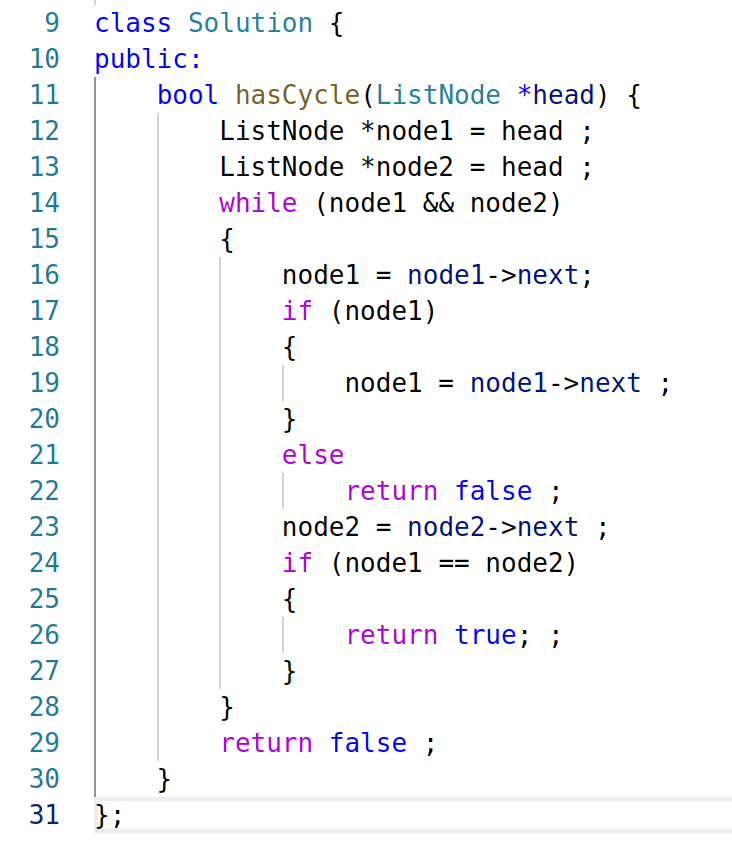 9 class Solution {
10 public:
11     bool hasCycle(ListNode *head) {
12         ListNode *node1 = head ;
13         ListNode *node2 = head ;
14         while (node1 && node2)
15         {
16             node1 = node1->next;
17             if (node1)
18             {
19                 node1 = node1->next ;
20             }
21             else
22                 return false ;
23             node2 = node2->next ;
24             if (node1 == node2)
25             {
26                 return true; ;
27             }
28         }
29         return false ;
30     }
31 };